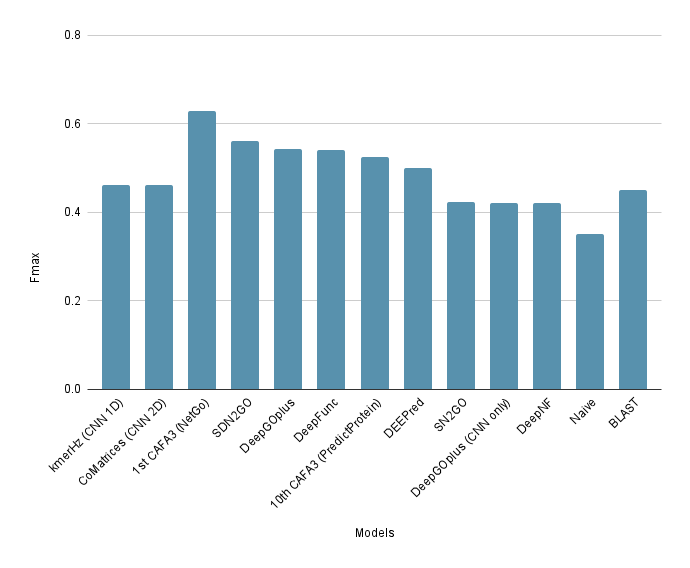 0.8
0.6
0.4
0.2
0.0
Fmax
kmerHz (CNN 1D)
CoMatrices (CNN 2D)
1st CAFA3 (NetGo)
SDN2GO
DeepGOplus
DeepFunc
10th CAFA3 (PredictProtein)
DEEPred
SN2GO
DeepGOplus (CNN only)
DeepNF
Naive
BLAST
Models